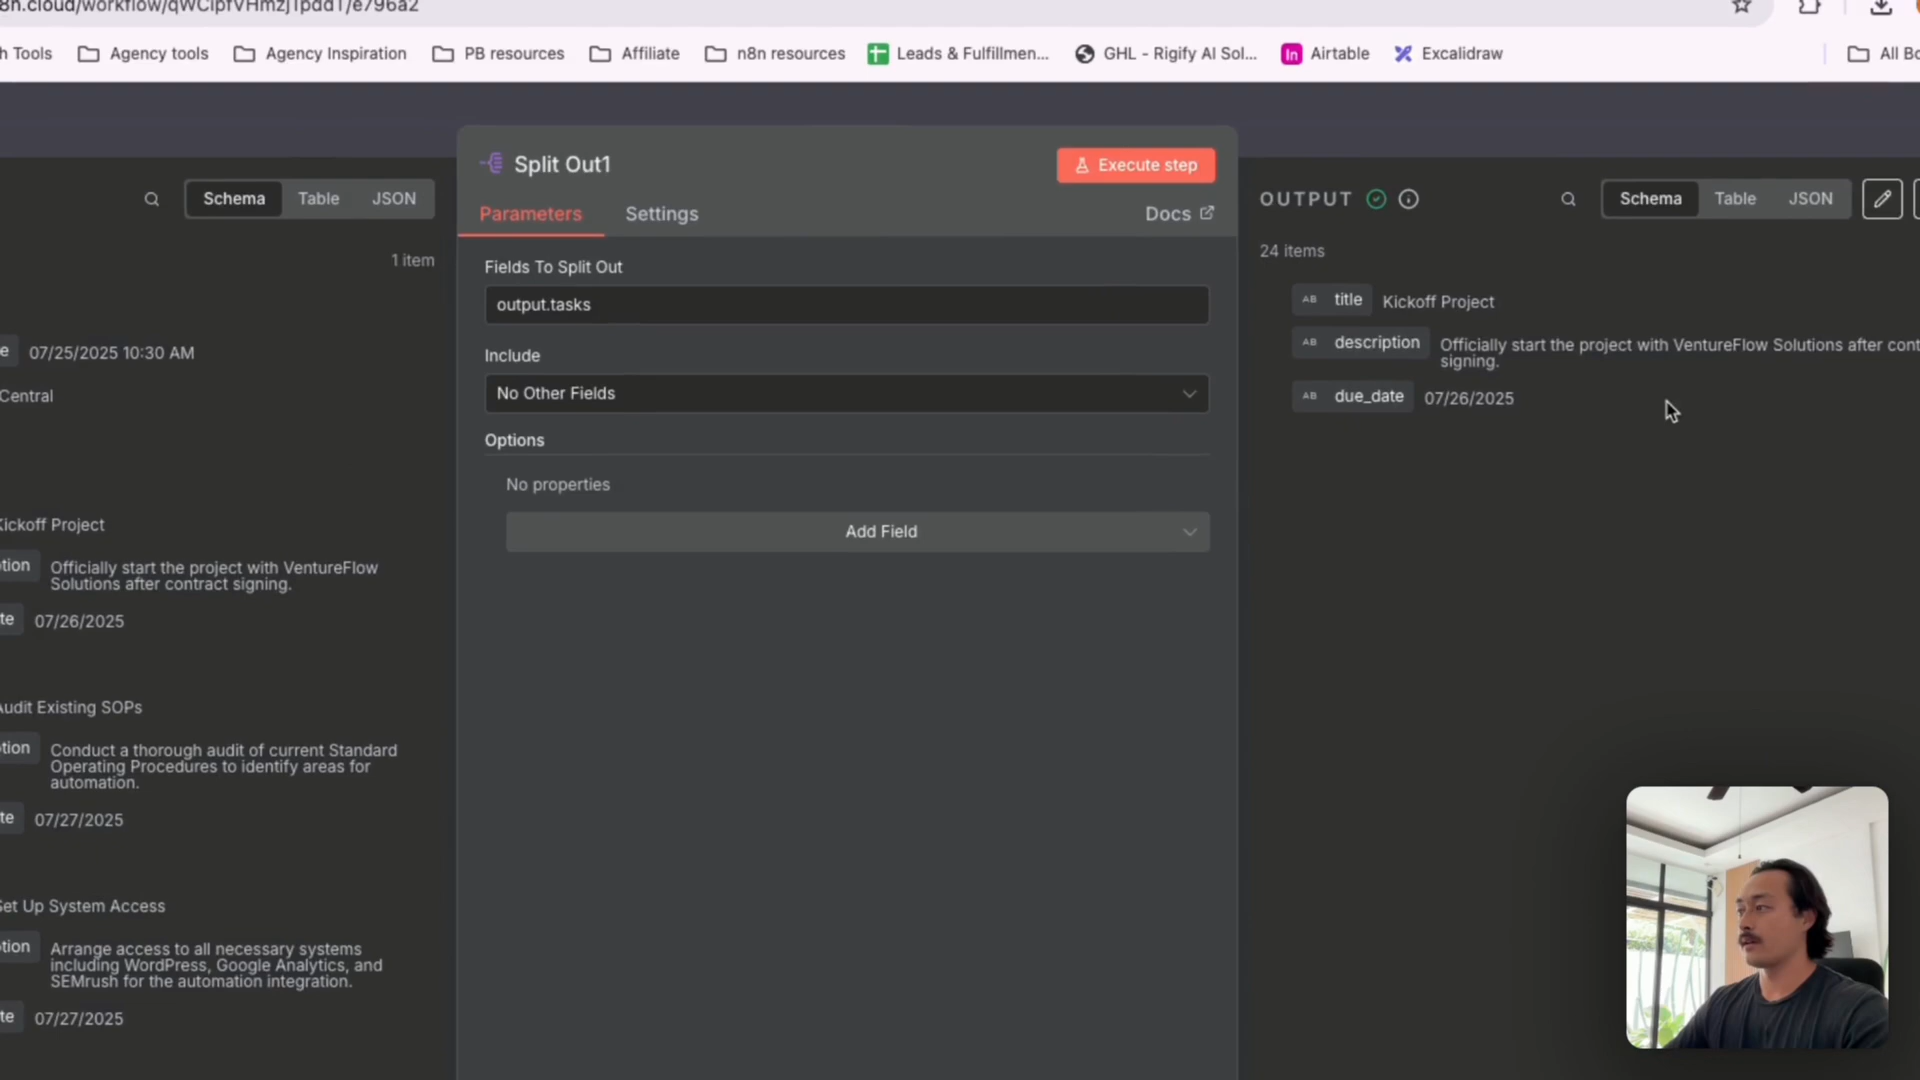 8n.cloud/workflow/qWCipfVHmzjTpdd1/e796a2
h Tools
Agency tools
Agency Inspiration
PB resources
Affiliate
n8n resources
Leads & Fulfillmen...
GHL - Rigify AI Sol...
Airtable
Excalidraw
All Bo
Schema
Table
JSON
1 item
e
07/25/2025 10:30 AM
Central
Kickoff Project
tion
Officially start the project with VentureFlow
Solutions after contract signing.
te
07/26/2025
Audit Existing SOPs
tion
Conduct a thorough audit of current Standard
Operating Procedures to identify areas for
automation.
te
07/27/2025
Set Up System Access
tion
Arrange access to all necessary systems
including WordPress, Google Analytics, and
SEMrush for the automation integration.
te
07/27/2025
Split Out1
Execute step
Parameters
Settings
Docs
Fields To Split Out
output.tasks
Include
No Other Fields
Options
No properties
Add Field
OUTPUT
Schema
Table
JSON
24 items
AB
title
Kickoff Project
AB
description
Officially start the project with VentureFlow Solutions after cont
signing.
AB
due_date
07/26/2025